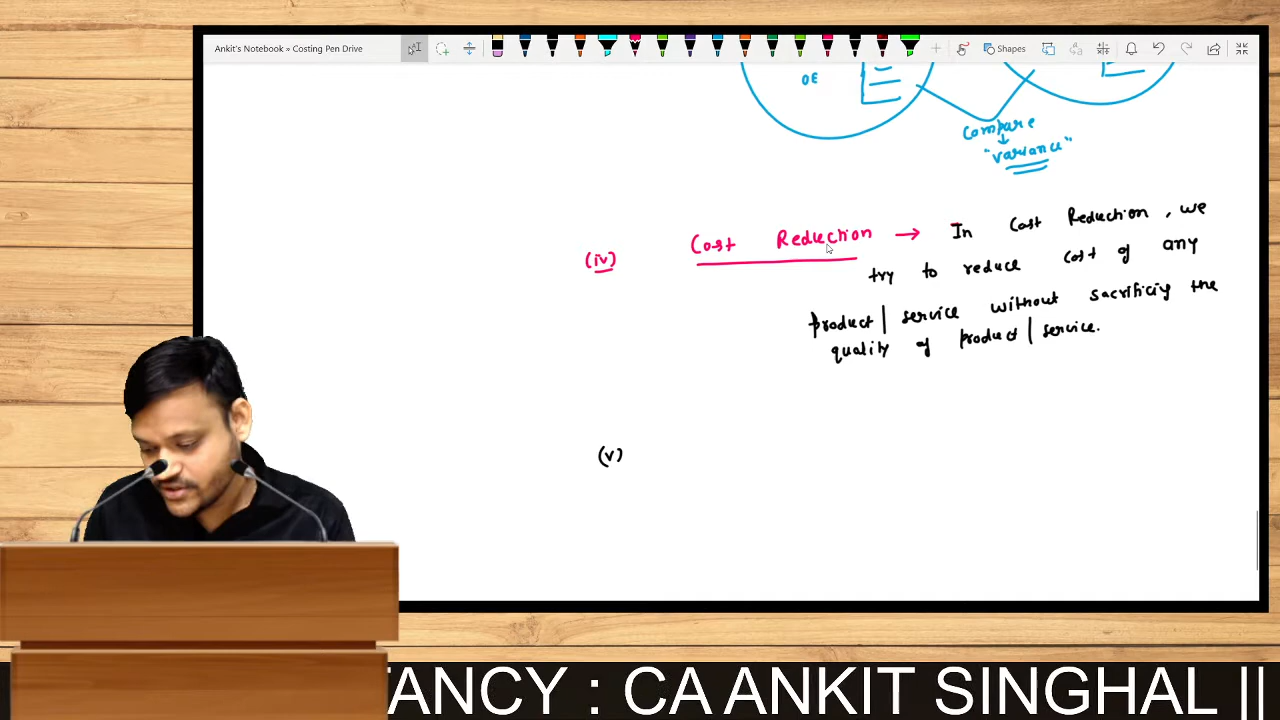 Ankit's Notebook » Costing Pen Drive
Shapes
OE
Compare
"variance"
(iv) Cost Reduction → In Cost Reduction, we
try to reduce cost of any
product | service without sacrificing the
quality of product | service.
(v)
TANCY : CA ANKIT SINGHAL ||